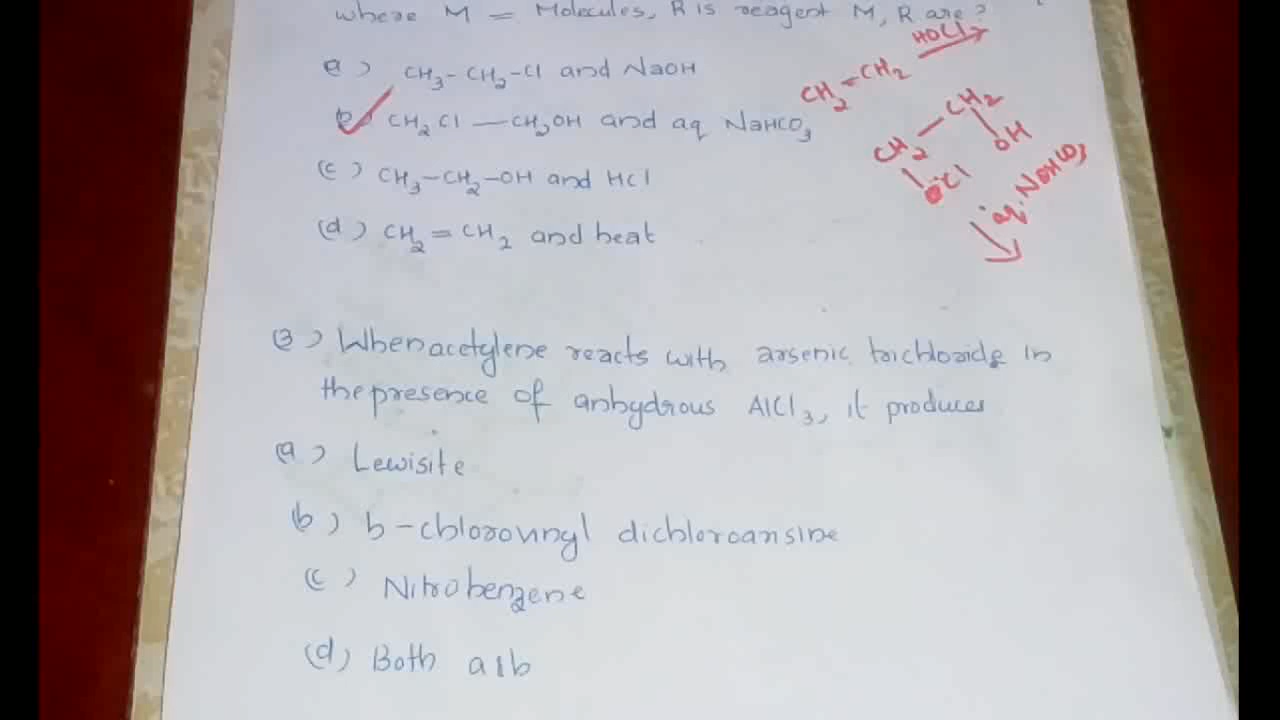 where M = Molecules, R is reagent M, R are?
a) CH3-CH2-Cl and NaOH
b) CH2Cl-CH2OH and aq NaHCO3
(c) CH3-CH2-OH and HCl
(d) CH2=CH2 and heat
CH2=CH2 HOCl
CH2-CH2
Cl OH
aq. NaHCO3
(3) When acetylene reacts with arsenic trichloride in
the presence of anhydrous AlCl3, it produces
(a) Lewisite
b) b-chlorovinyl dichloroansine
(c) Nitrobenzene
(d) Both a&b